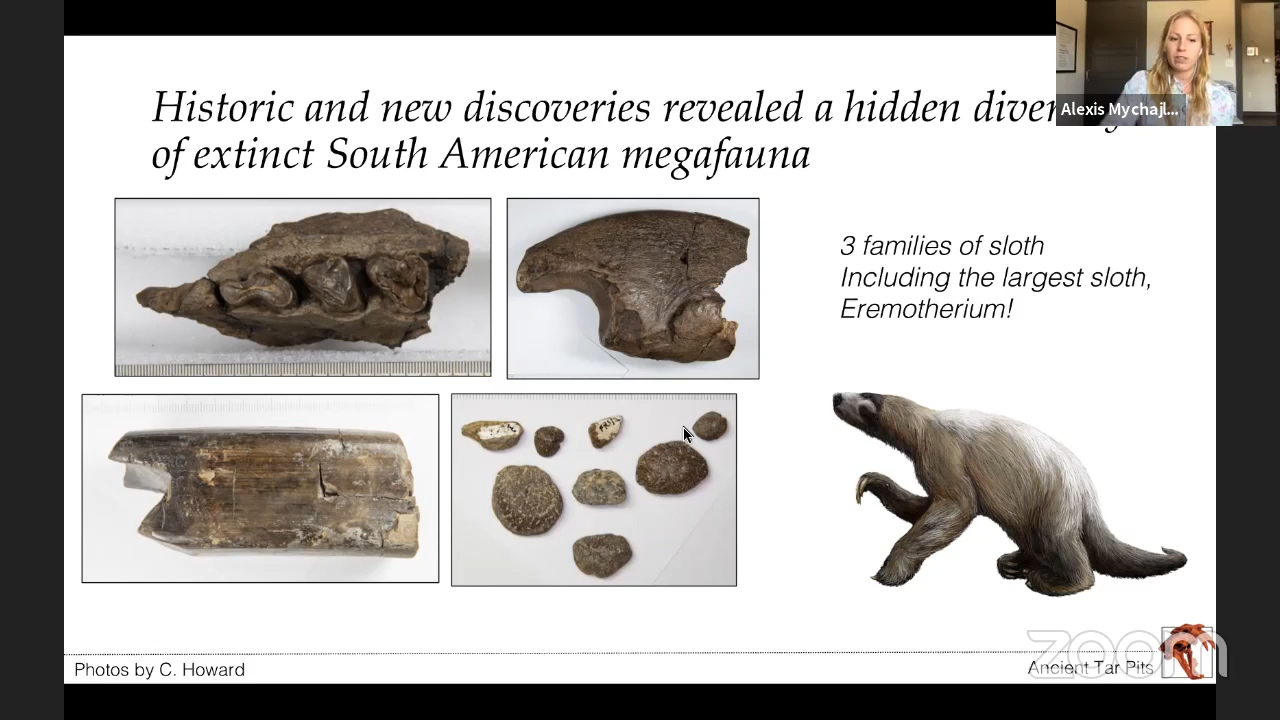 Historic and new discoveries revealed a hidden
of extinct South American megafauna
Alexis Mychajl...
3 families of sloth
Including the largest sloth,
Eremotherium!
Photos by C. Howard
Ancient Tar Pits
zoom